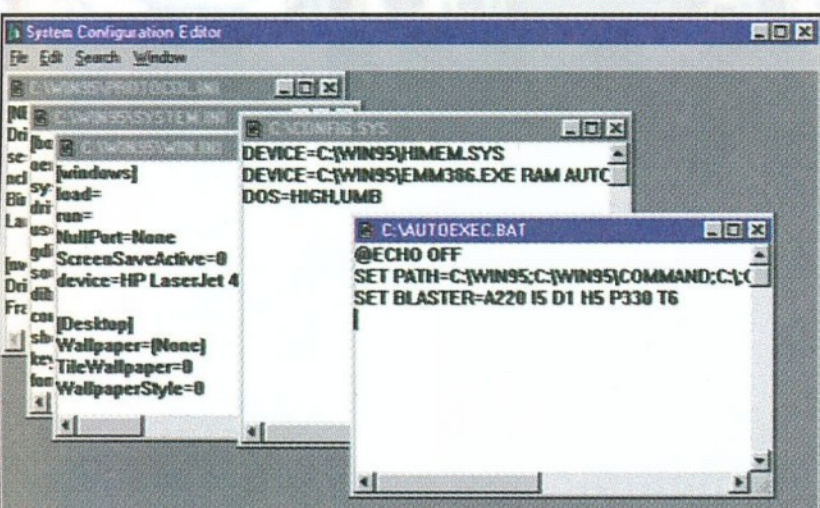 System Configuration Editor
File Edit Search Window
C:\WIN95\PROTOCOL.INI
C:\WIN95\SYSTEM.INI
C:\WIN95\WIN.INI
[windows]
load=
run=
NullPort=None
ScreenSaveActive=0
device=HP LaserJet 4
[Desktop]
Wallpaper=(None)
TileWallpaper=0
WallpaperStyle=0
C:\CONFIG.SYS
DEVICE=C:\WIN95\HIMEM.SYS
DEVICE=C:\WIN95\EMM386.EXE RAM AUTO
DOS=HIGH,UMB
C:\AUTOEXEC.BAT
@ECHO OFF
SET PATH=C:\WIN95;C:\WIN95\COMMAND;C:\;
SET BLASTER=A220 I5 D1 H5 P330 T6